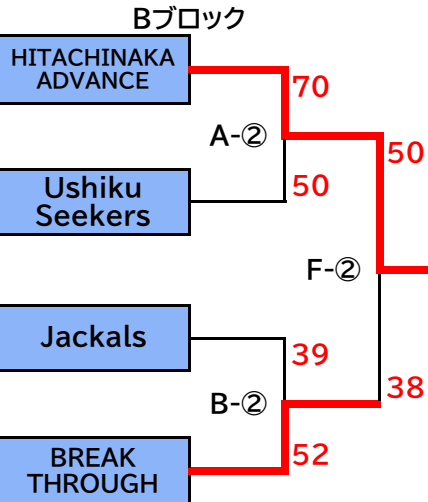 Bブロック
HITACHINAKA
ADVANCE
70
A-②
50
50
Ushiku
Seekers
F-②
Jackals
39
38
B-②
52
BREAK
THROUGH